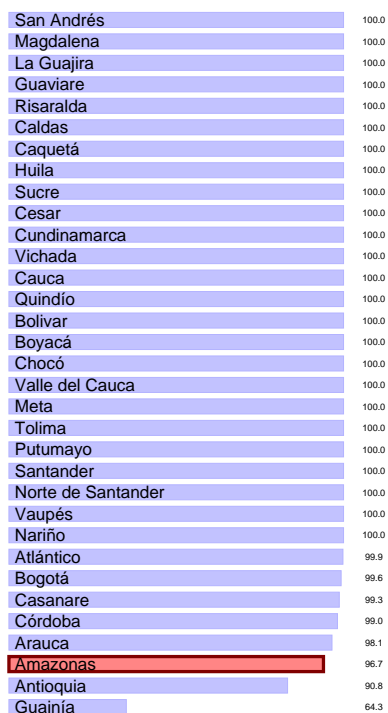 San Andrés 100.0
Magdalena 100.0
La Guajira 100.0
Guaviare 100.0
Risaralda 100.0
Caldas 100.0
Caquetá 100.0
Huila 100.0
Sucre 100.0
Cesar 100.0
Cundinamarca 100.0
Vichada 100.0
Cauca 100.0
Quindío 100.0
Bolivar 100.0
Boyacá 100.0
Chocó 100.0
Valle del Cauca 100.0
Meta 100.0
Tolima 100.0
Putumayo 100.0
Santander 100.0
Norte de Santander 100.0
Vaupés 100.0
Nariño 100.0
Atlántico 99.9
Bogotá 99.6
Casanare 99.3
Córdoba 99.0
Arauca 98.1
Amazonas 96.7
Antioquia 90.8
Guainía 64.3